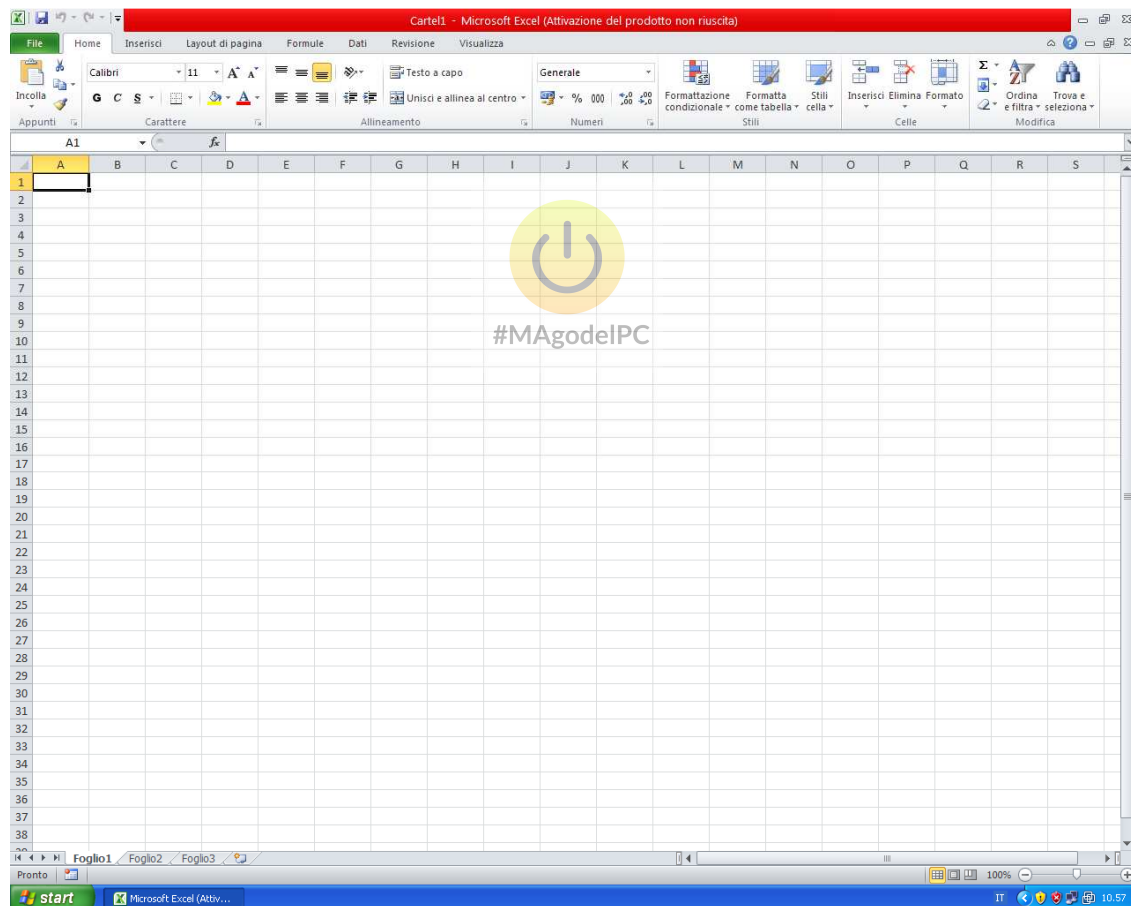 Cartel1 - Microsoft Excel (Attivazione del prodotto non riuscita)
File Home Inserisci Layout di pagina Formule Dati Revisione Visualizza
Incolla
Appunti
Calibri 11 A A
G C S A
Carattere
Testo a capo
Unisci e allinea al centro
Allineamento
Generale
% 000 ,00 ,00
Numeri
Formattazione condizionale
Formatta come tabella
Stili cella
Stili
Inserisci Elimina Formato
Celle
Σ
Ordina e filtra
Trova e seleziona
Modifica
A1 fx
A B C D E F G H I J K L M N O P Q R S
1
2
3
4
5
6
7
8
9
10
11
12
13
14
15
16
17
18
19
20
21
22
23
24
25
26
27
28
29
30
31
32
33
34
35
36
37
38
#MAgodelPC
Foglio1 Foglio2 Foglio3
Pronto 100%
start Microsoft Excel (Attiv... IT 10.57